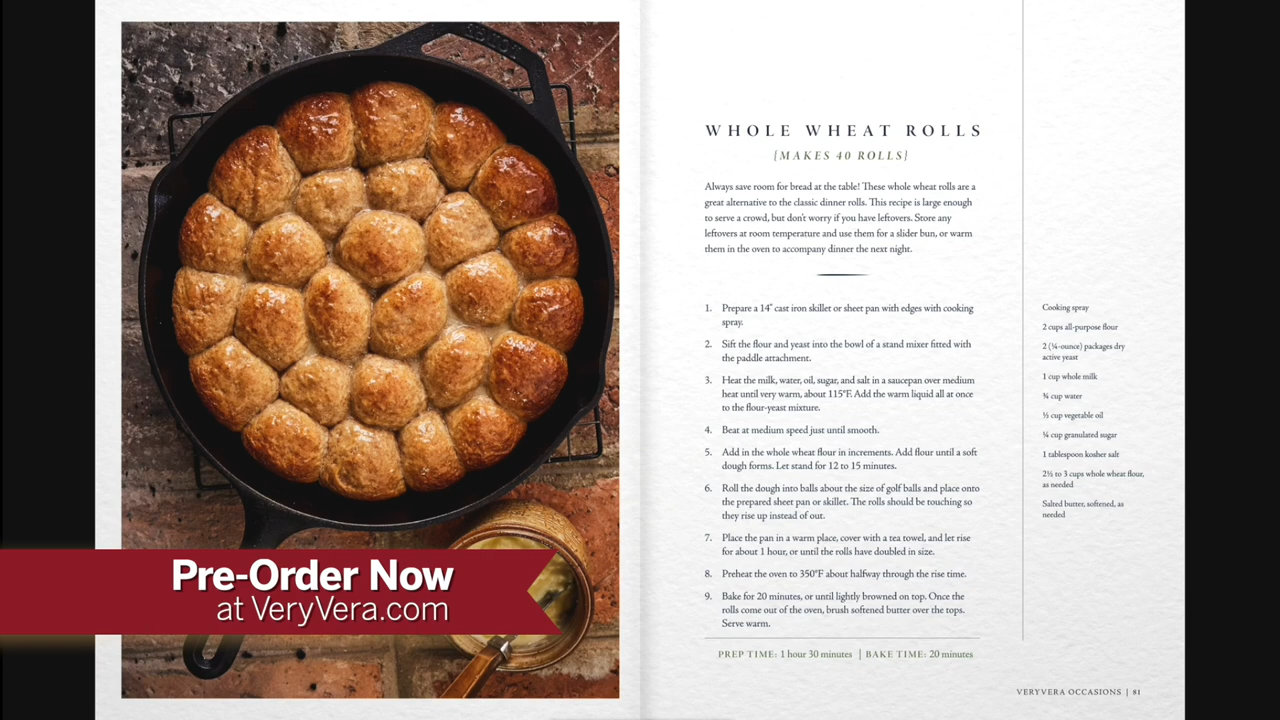 WHOLE WHEAT ROLLS
[MAKES 40 ROLLS]
Always save room for bread at the table! These whole wheat rolls are a
great alternative to the classic dinner rolls. This recipe is large enough
to serve a crowd, but don't worry if you have leftovers. Store any
leftovers at room temperature and use them for a slider bun, or warm
them in the oven to accompany dinner the next night.
1. Prepare a 14" cast iron skillet or sheet pan with edges with cooking
spray.
2. Sift the flour and yeast into the bowl of a stand mixer fitted with
the paddle attachment.
3. Heat the milk, water, oil, sugar, and salt in a saucepan over medium
heat until very warm, about 115°F. Add the warm liquid all at once
to the flour-yeast mixture.
4. Beat at medium speed just until smooth.
5. Add in the whole wheat flour in increments. Add flour until a soft
dough forms. Let stand for 12 to 15 minutes.
6. Roll the dough into balls about the size of golf balls and place onto
the prepared sheet pan or skillet. The rolls should be touching so
they rise up instead of out.
7. Place the pan in a warm place, cover with a tea towel, and let rise
for about 1 hour, or until the rolls have doubled in size.
8. Preheat the oven to 350°F about halfway through the rise time.
9. Bake for 20 minutes, or until lightly browned on top. Once the
rolls come out of the oven, brush softened butter over the tops.
Serve warm.
PREP TIME: 1 hour 30 minutes | BAKE TIME: 20 minutes
Cooking spray
2 cups all-purpose flour
2 (¼-ounce) packages dry
active yeast
1 cup whole milk
¾ cup water
½ cup vegetable oil
¼ cup granulated sugar
1 tablespoon kosher salt
2½ to 3 cups whole wheat flour,
as needed
Salted butter, softened, as
needed
VERYVERA OCCASIONS | 81
Pre-Order Now
at VeryVera.com